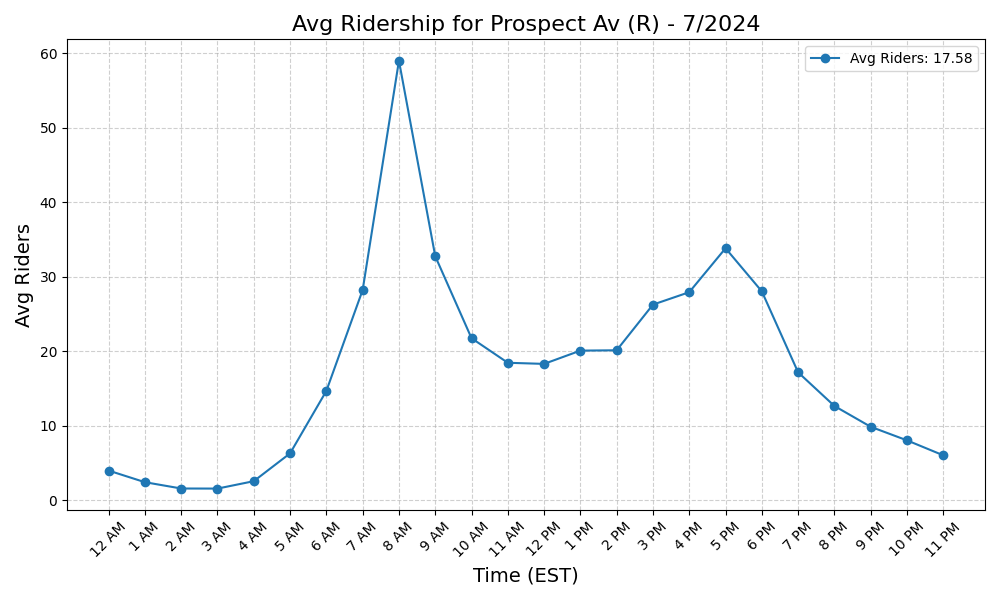 Avg Ridership for Prospect Av (R) - 7/2024
Avg Riders: 17.58
Avg Riders
60
50
40
30
20
10
0
12 AM
1 AM
2 AM
3 AM
4 AM
5 AM
6 AM
7 AM
8 AM
9 AM
10 AM
11 AM
12 PM
1 PM
2 PM
3 PM
4 PM
5 PM
6 PM
7 PM
8 PM
9 PM
10 PM
11 PM
Time (EST)